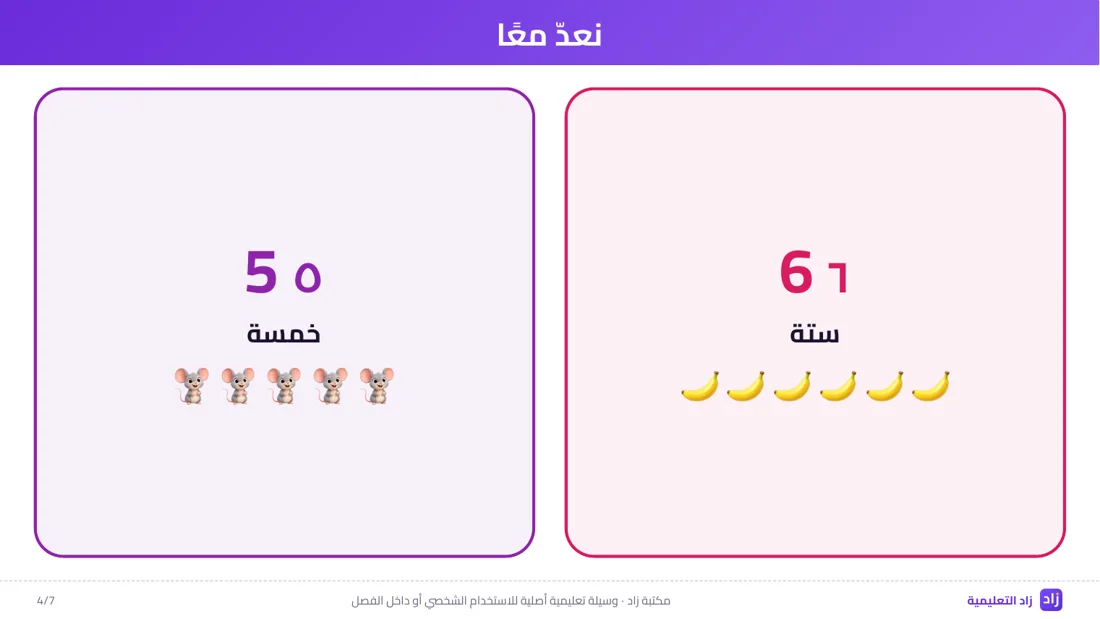 نعدّ معًا
٦ 6
ستة
٥ 5
خمسة
زاد زاد التعليمية
مكتبة زاد · وسيلة تعليمية أصلية للاستخدام الشخصي أو داخل الفصل
4/7